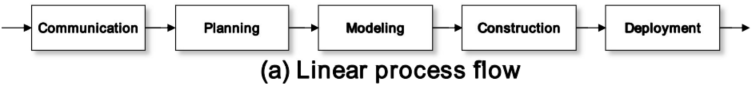 Communication Planning Modeling Construction Deployment
(a) Linear process flow